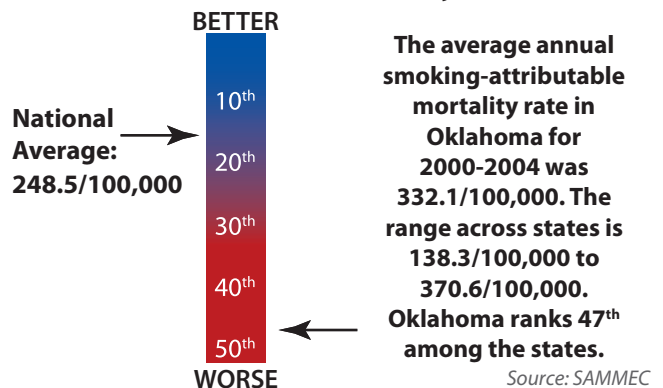 BETTER
10th
20th
30th
40th
50th
WORSE
National
Average:
248.5/100,000
The average annual
smoking-attributable
mortality rate in
Oklahoma for
2000-2004 was
332.1/100,000. The
range across states is
138.3/100,000 to
370.6/100,000.
Oklahoma ranks 47th
among the states.
Source: SAMMEC